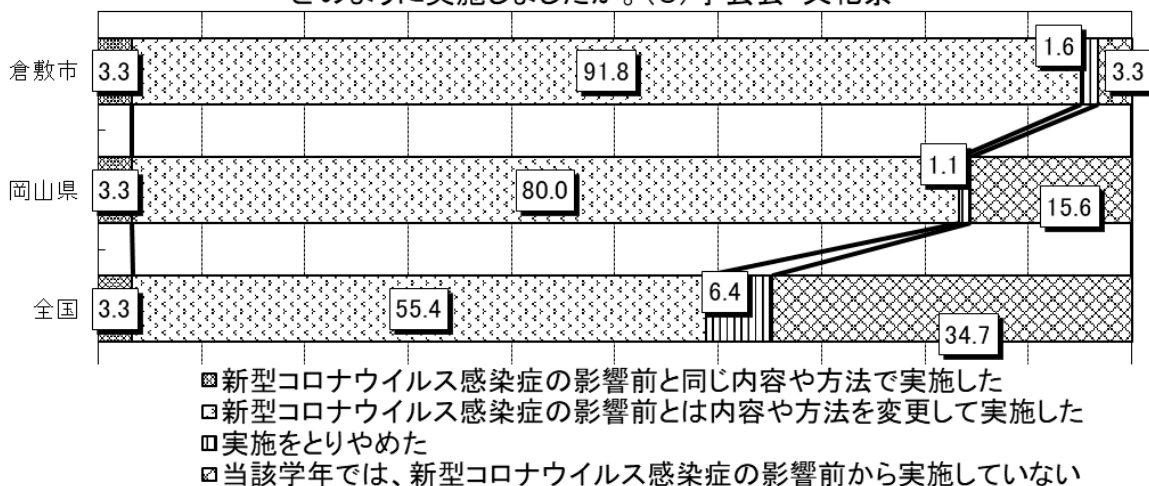 どのように実施しましたか。(3) 学芸会・文化祭
倉敷市 3.3 91.8 1.6 3.3
岡山県 3.3 80.0 1.1 15.6
全国 3.3 55.4 6.4 34.7
新型コロナウイルス感染症の影響前と同じ内容や方法で実施した
新型コロナウイルス感染症の影響前とは内容や方法を変更して実施した
実施をとりやめた
当該学年では、新型コロナウイルス感染症の影響前から実施していない